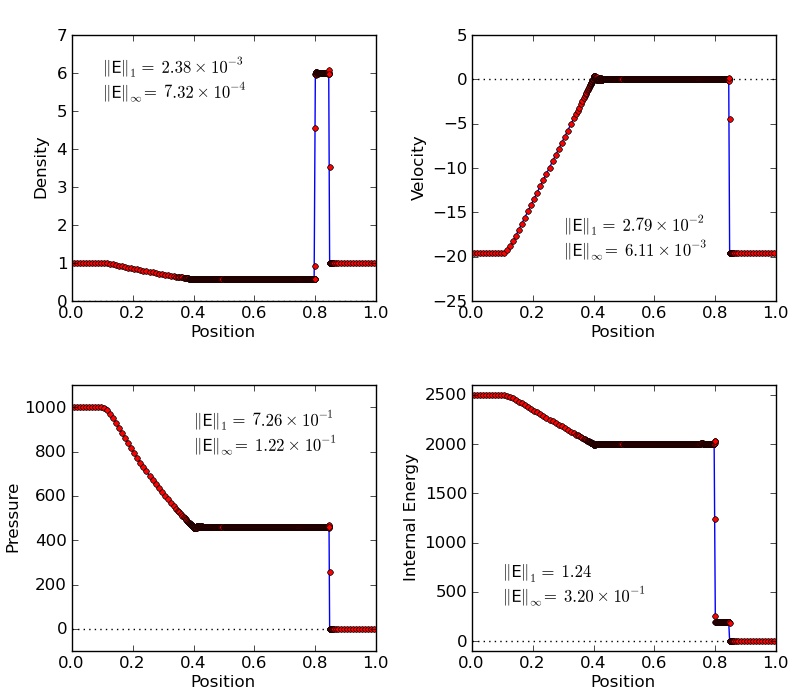 7
6
5
4
3
2
1
0
Density
‖E‖₁ = 2.38 × 10⁻³
‖E‖∞ = 7.32 × 10⁻⁴
0.0 0.2 0.4 0.6 0.8 1.0
Position
5
0
−5
−10
−15
−20
−25
Velocity
‖E‖₁ = 2.79 × 10⁻²
‖E‖∞ = 6.11 × 10⁻³
0.0 0.2 0.4 0.6 0.8 1.0
Position
1000
800
600
400
200
0
Pressure
‖E‖₁ = 7.26 × 10⁻¹
‖E‖∞ = 1.22 × 10⁻¹
0.0 0.2 0.4 0.6 0.8 1.0
Position
2500
2000
1500
1000
500
0
Internal Energy
‖E‖₁ = 1.24
‖E‖∞ = 3.20 × 10⁻¹
0.0 0.2 0.4 0.6 0.8 1.0
Position